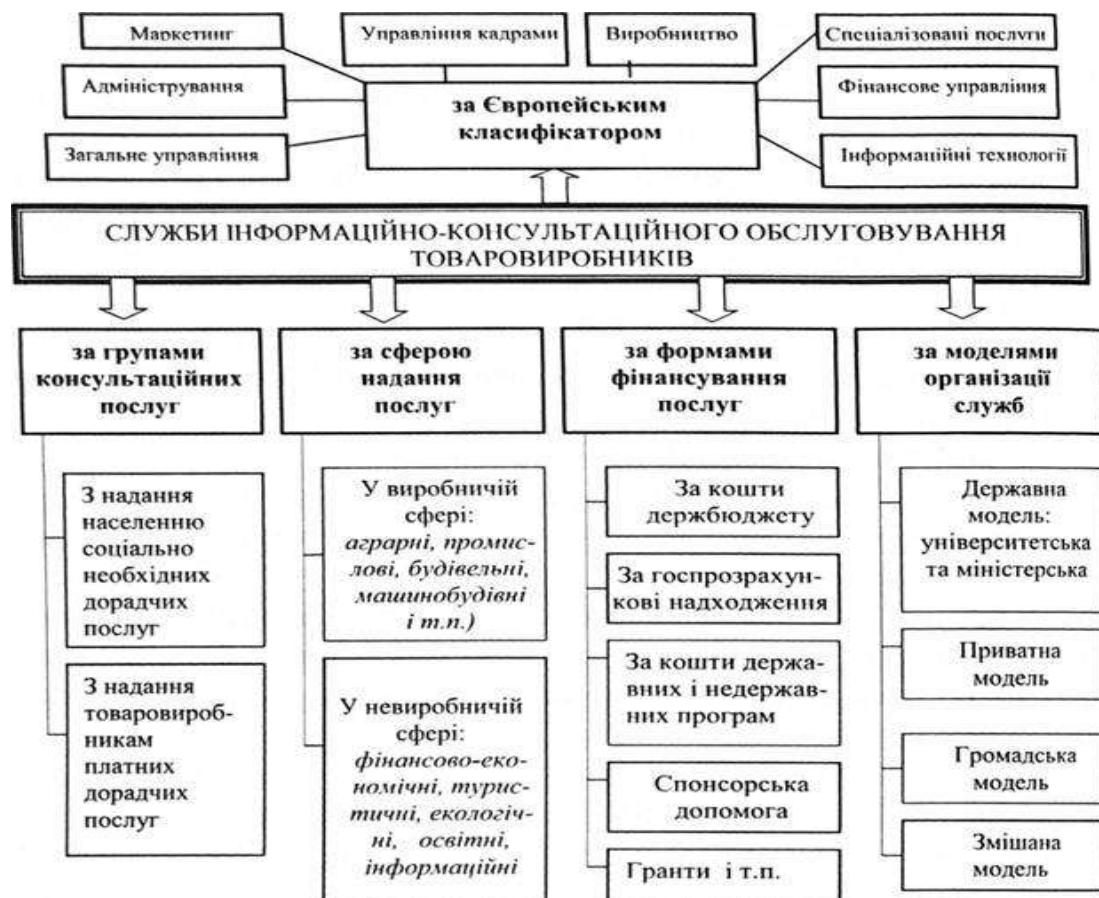 Маркетинг
Управління кадрами
Виробництво
Спеціалізовані послуги
Адміністрування
за Європейським
класифікатором
Фінансове управління
Загальне управління
Інформаційні технології
СЛУЖБИ ІНФОРМАЦІЙНО-КОНСУЛЬТАЦІЙНОГО ОБСЛУГОВУВАННЯ
ТОВАРОВИРОБНИКІВ
за групами
консультаційних
послуг
З надання
населенню
соціально
необхідних
дорадчих
послуг
З надання
товаровироб-
никам
платних
дорадчих
послуг
за сферою
надання
послуг
У виробничій
сфері:
аграрні, промис-
лові, будівельні,
машинобудівні
і т.п.)
У невиробничій
сфері:
фінансово-еко-
номічні, турис-
тичні, екологіч-
ні, освітні,
інформаційні
за формами
фінансування
послуг
За кошти
держбюджету
За госпрозрахун-
кові надходження
За кошти держа-
вних і недержав-
них програм
Спонсорська
допомога
Гранти і т.п.
за моделями
організації
служб
Державна
модель:
університетська
та міністерська
Приватна
модель
Громадська
модель
Змішана
модель